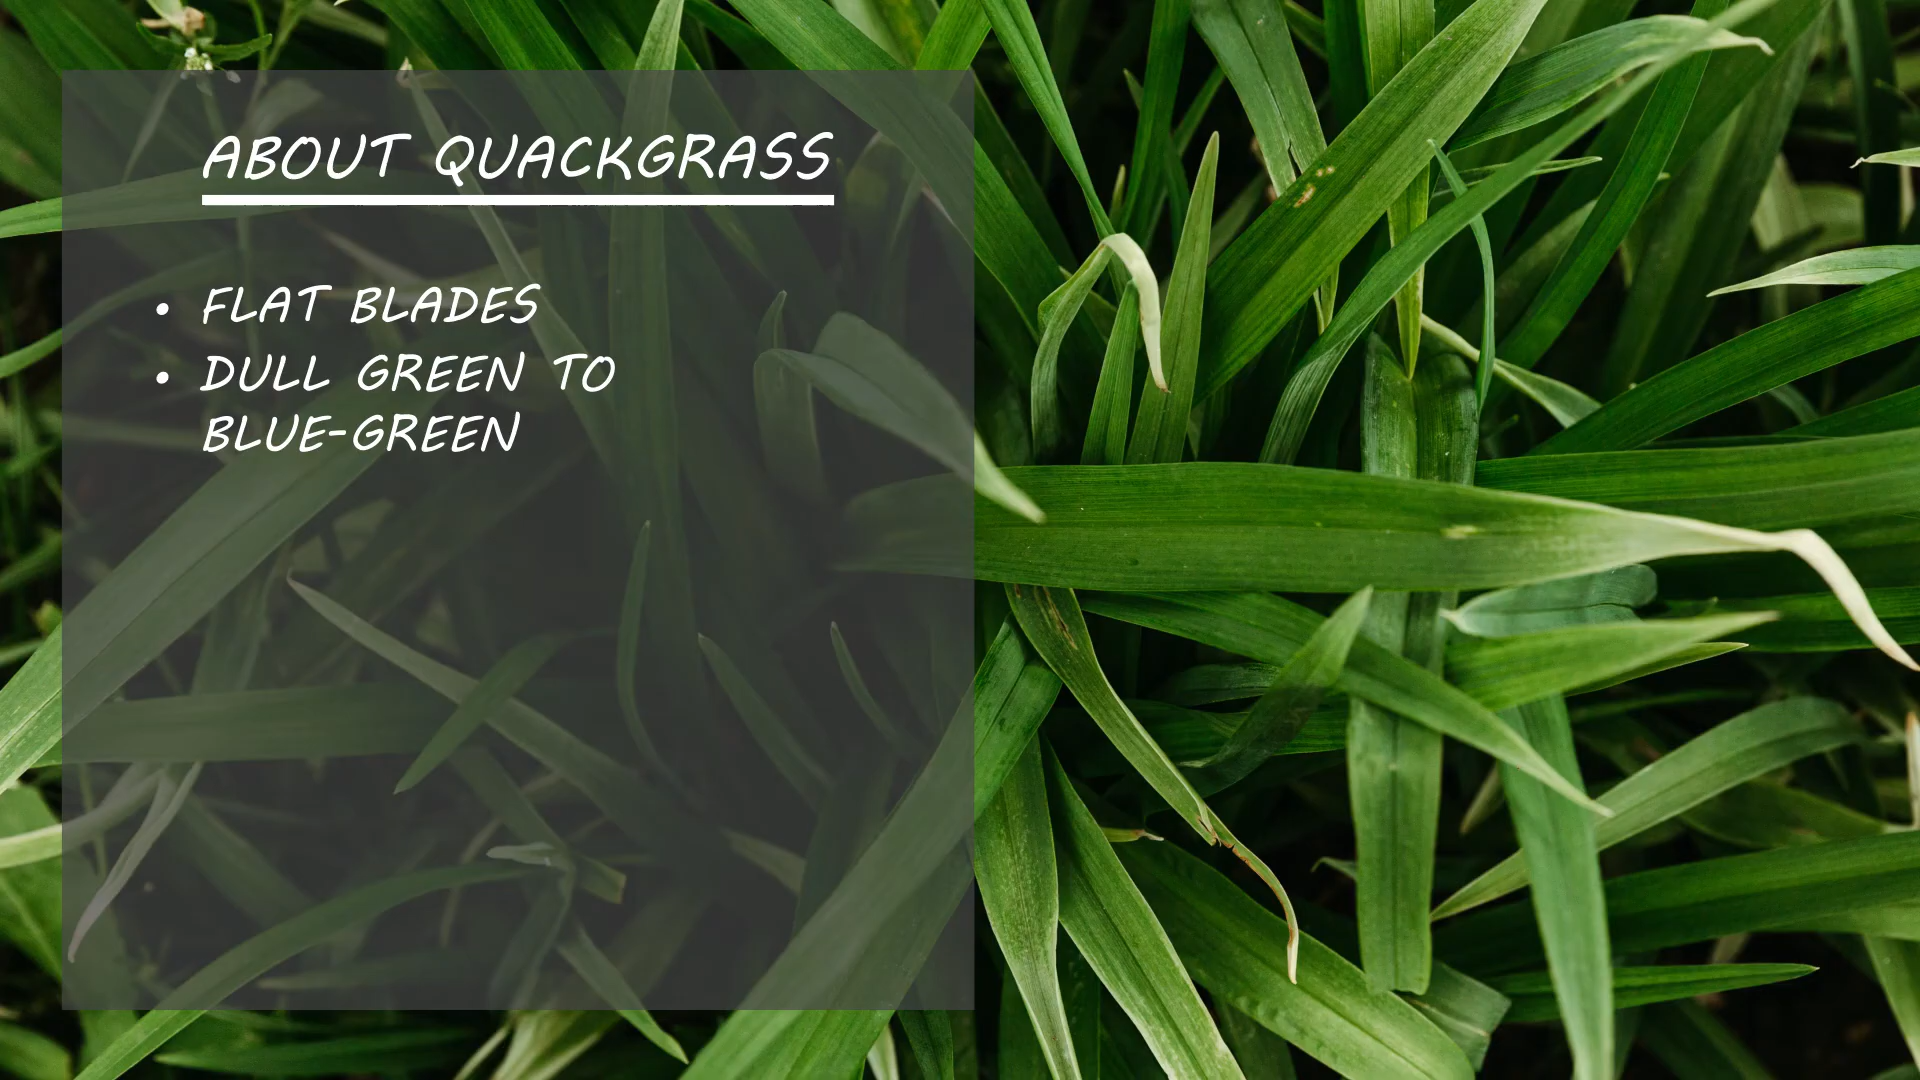 ABOUT QUACKGRASS
• FLAT BLADES
• DULL GREEN TO
BLUE-GREEN